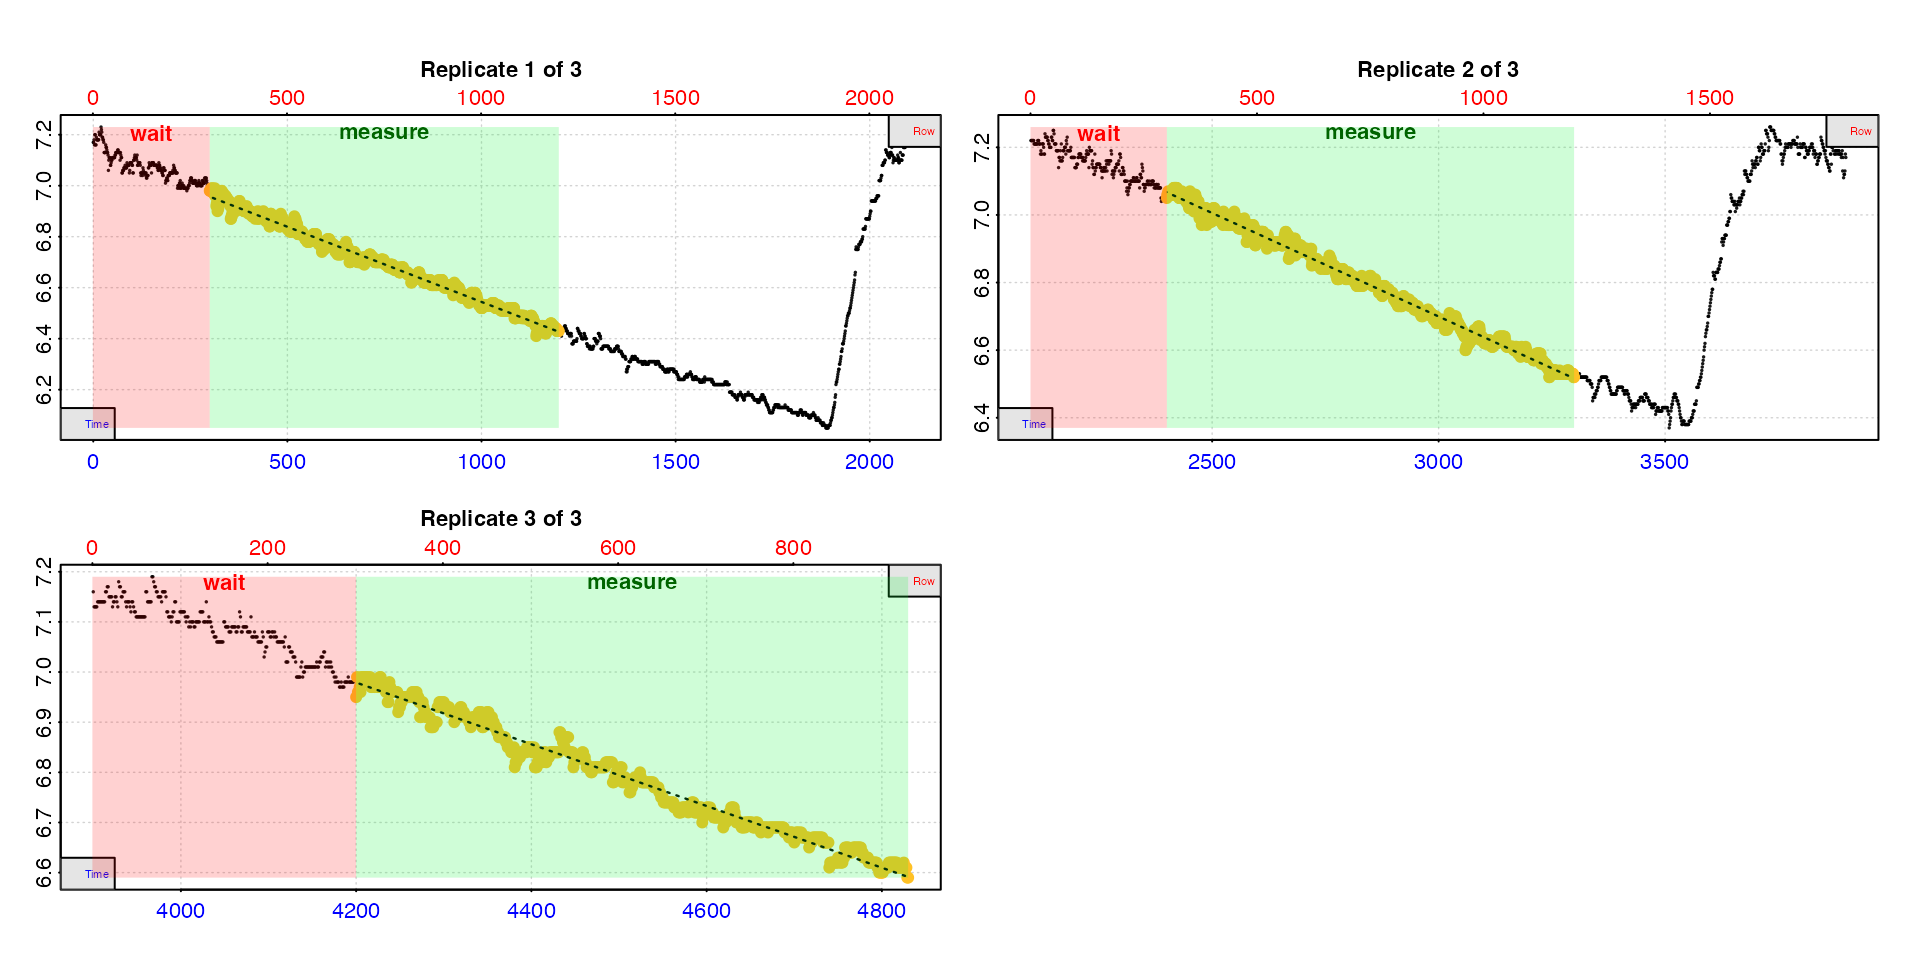 Replicate 1 of 3
0 500 1000 1500 2000
wait measure Row
7.2
7.0
6.8
6.6
6.4
6.2
Time
0 500 1000 1500 2000
Replicate 2 of 3
0 500 1000 1500
wait measure Row
7.2
7.0
6.8
6.6
6.4
Time
2500 3000 3500
Replicate 3 of 3
0 200 400 600 800
wait measure Row
7.2
7.1
7.0
6.9
6.8
6.7
6.6
Time
4000 4200 4400 4600 4800